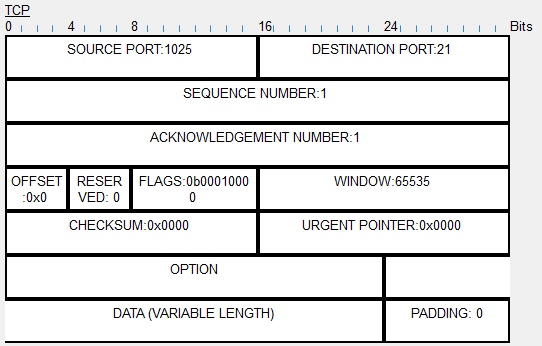 TCP
0 4 8 16 24 Bits
SOURCE PORT:1025 DESTINATION PORT:21
SEQUENCE NUMBER:1
ACKNOWLEDGEMENT NUMBER:1
OFFSET RESER FLAGS:0b0001000 WINDOW:65535
:0x0 VED: 0 0
CHECKSUM:0x0000 URGENT POINTER:0x0000
OPTION
DATA (VARIABLE LENGTH) PADDING: 0